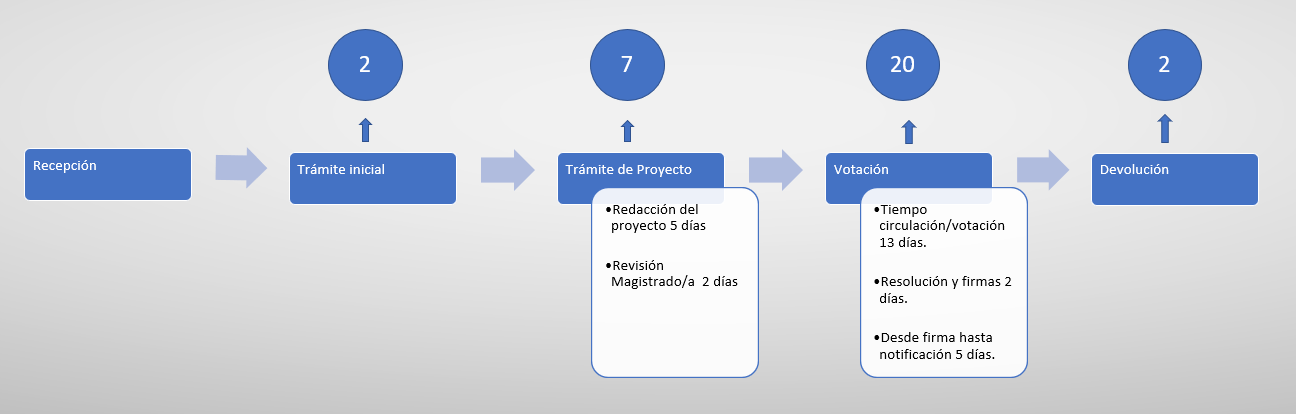 2
7
20
2
Recepción
Trámite inicial
Trámite de Proyecto
•Redacción del
proyecto 5 días
•Revisión
Magistrado/a  2 días
Votación
•Tiempo
circulación/votación
13 días.
•Resolución y firmas 2
días.
•Desde firma hasta
notificación 5 días.
Devolución